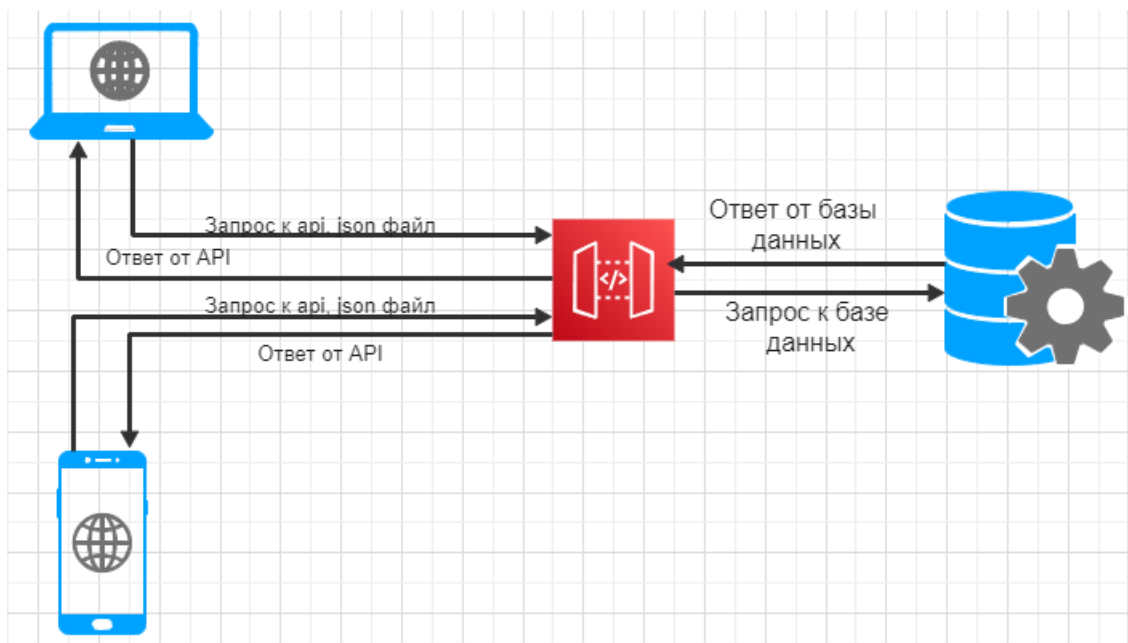 Запрос к api, json файл
Ответ от API
Запрос к api, json файл
Ответ от API
Ответ от базы
данных
Запрос к базе
данных
</>